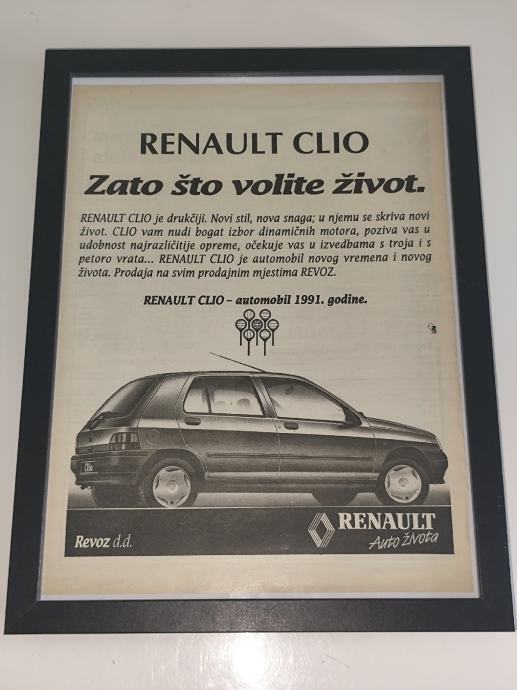 RENAULT CLIO
Zato što volite život.
RENAULT CLIO je drukčiji. Novi stil, nova snaga; u njemu se skriva novi
život. CLIO vam nudi bogat izbor dinamičnih motora, poziva vas u
udobnost najrazličitije opreme, očekuje vas u izvedbama s troja i s
petoro vrata... RENAULT CLIO je automobil novog vremena i novog
života. Prodaja na svim prodajnim mjestima REVOZ.
RENAULT CLIO – automobil 1991. godine.
Clio
Revoz d.d.
RENAULT
Auto života